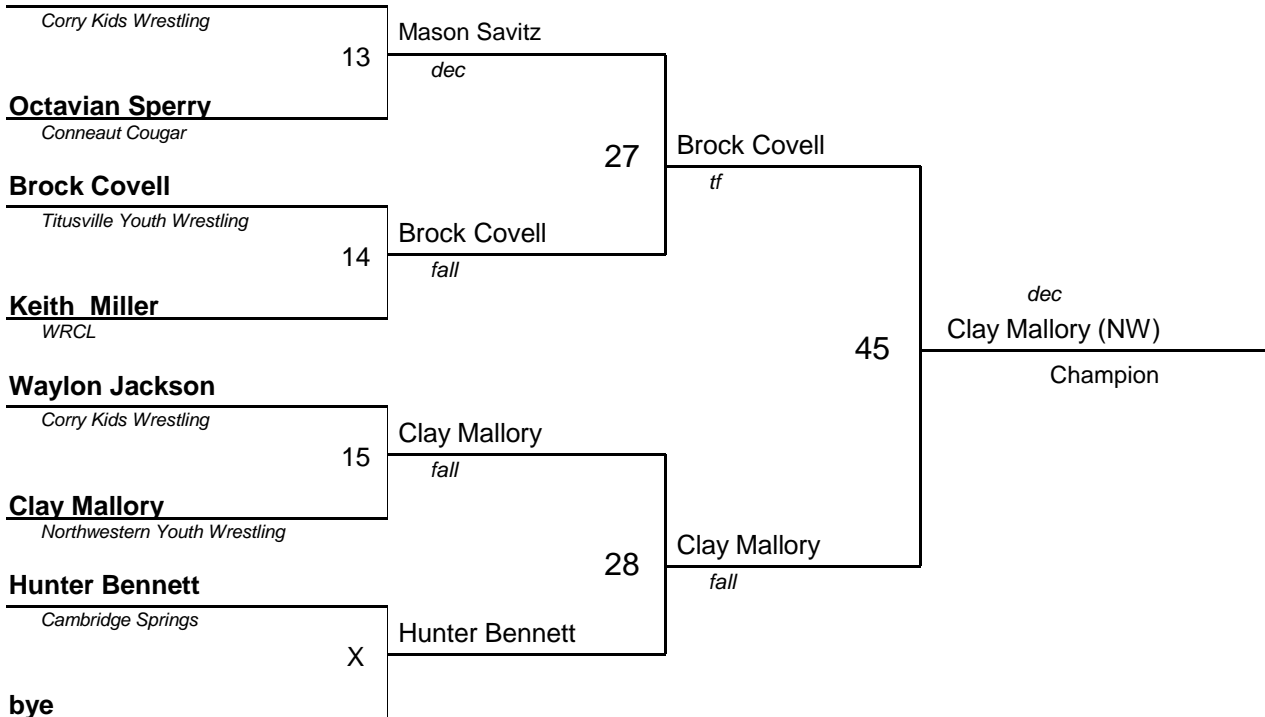 Corry Kids Wrestling
13
Mason Savitz
dec
Octavian Sperry
Conneaut Cougar
27
Brock Covell
tf
Brock Covell
Titusville Youth Wrestling
14
Brock Covell
fall
Keith  Miller
WRCL
45
dec
Clay Mallory (NW)
Champion
Waylon Jackson
Corry Kids Wrestling
15
Clay Mallory
fall
Clay Mallory
Northwestern Youth Wrestling
28
Clay Mallory
fall
Hunter Bennett
Cambridge Springs
X
Hunter Bennett
bye